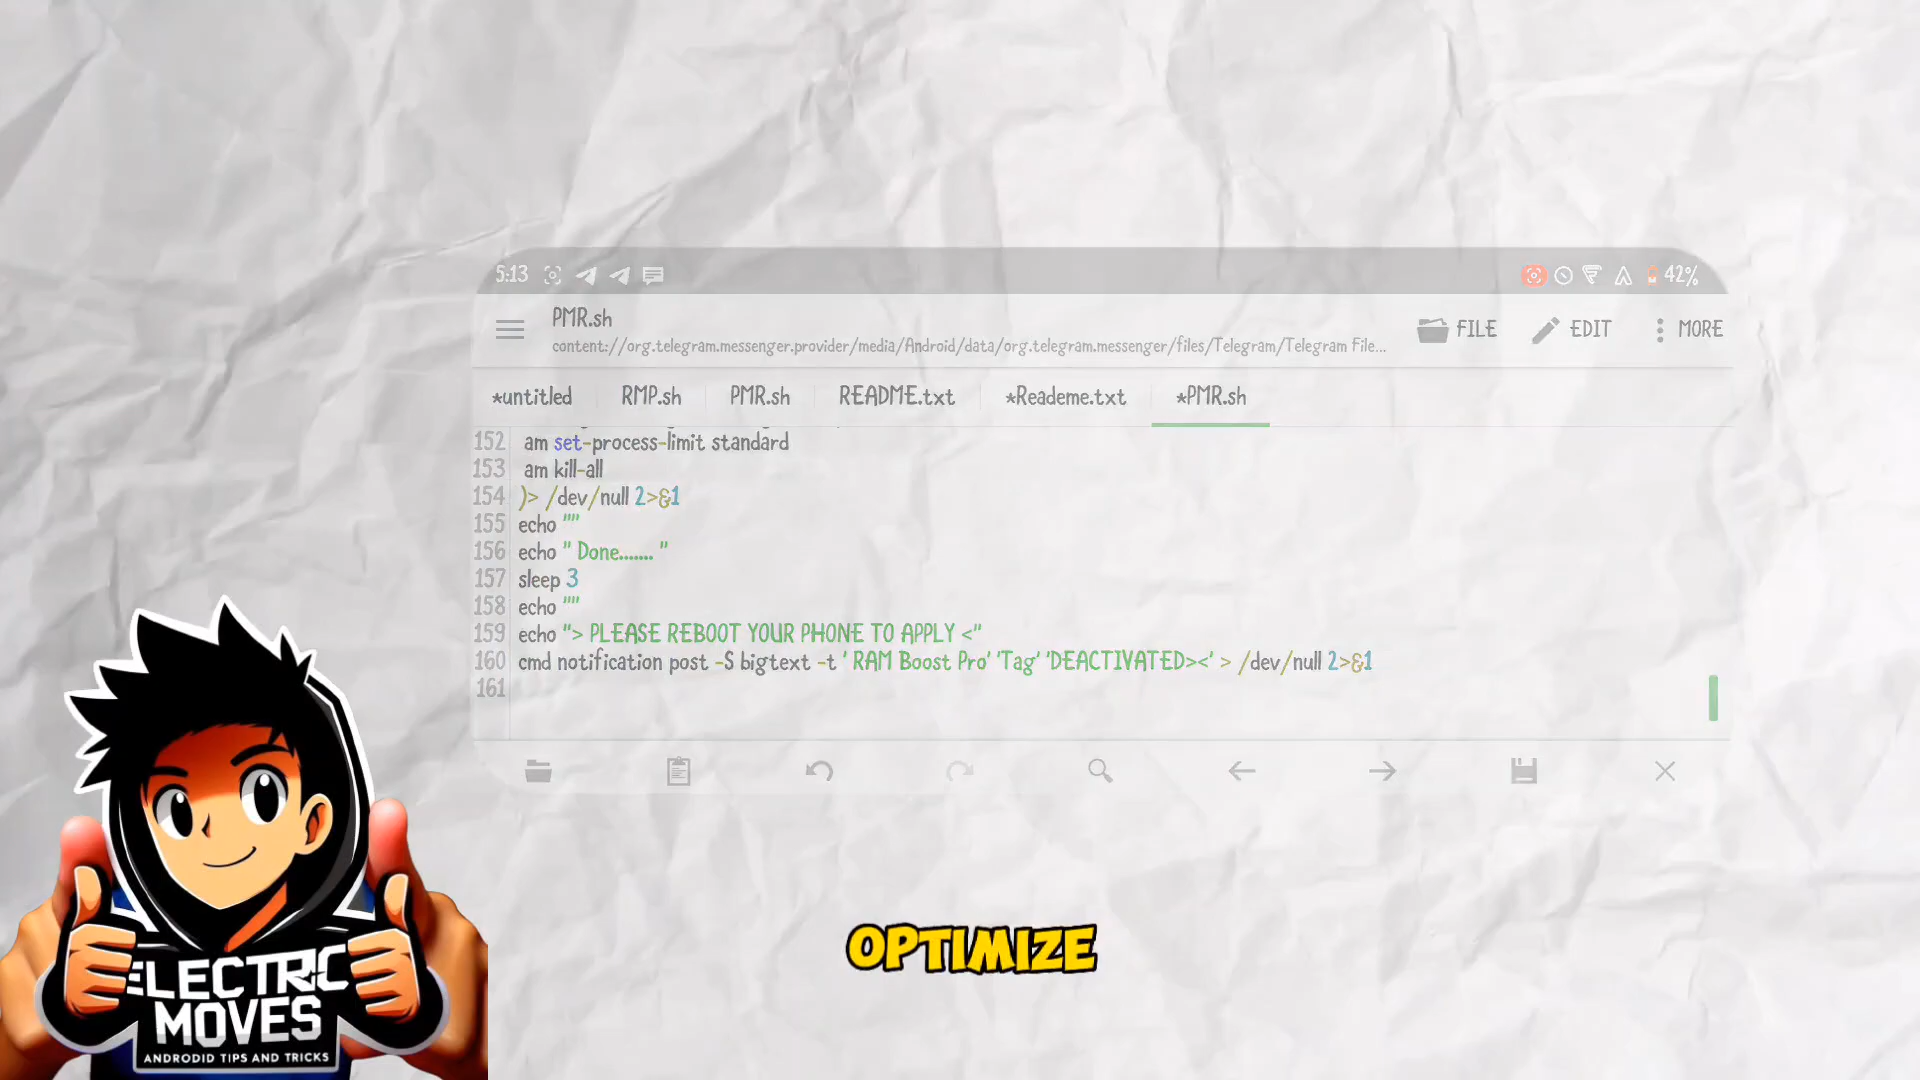 5:13
42%
PMR.sh
content://org.telegram.messenger.provider/media/Android/data/org.telegram.messenger/files/Telegram/Telegram File...
FILE
EDIT
MORE
*untitled
RMP.sh
PMR.sh
README.txt
*Reademe.txt
*PMR.sh
152 am set-process-limit standard
153 am kill-all
154 )> /dev/null 2>&1
155 echo ""
156 echo " Done....... "
157 sleep 3
158 echo ""
159 echo "> PLEASE REBOOT YOUR PHONE TO APPLY <"
160 cmd notification post -S bigtext -t ' RAM Boost Pro' 'Tag' 'DEACTIVATED><' > /dev/null 2>&1
161
OPTIMIZE
ELECTRIC
MOVES
ANDRODID TIPS AND TRICKS